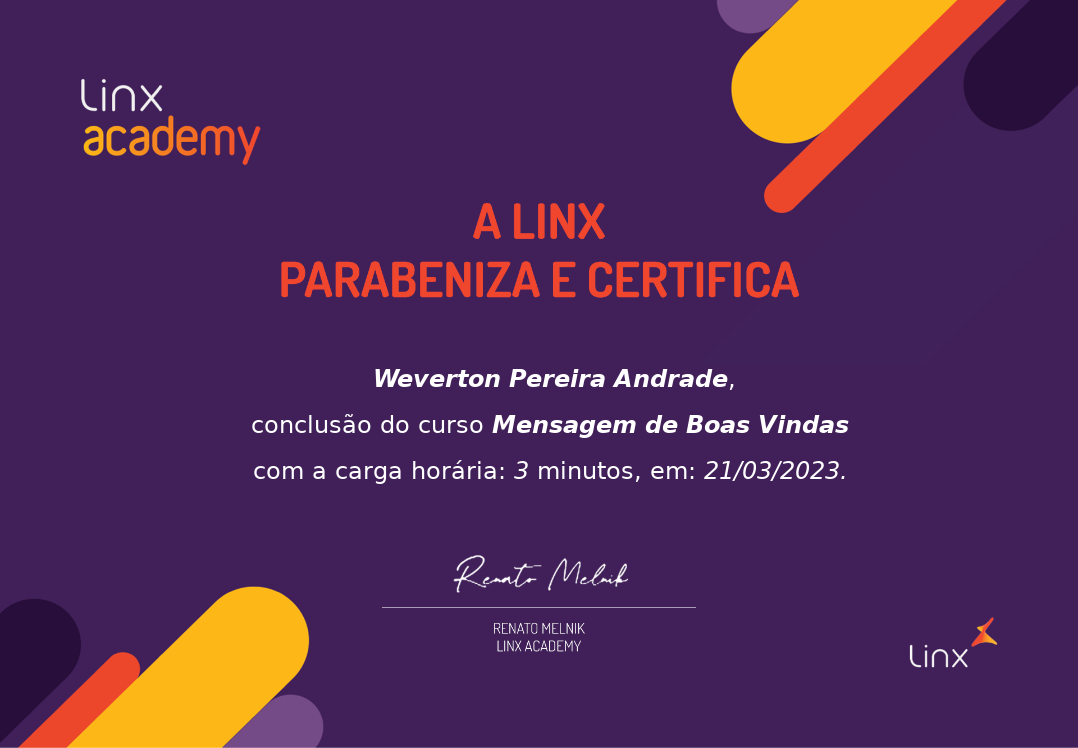 linx
academy
A LINX
PARABENIZA E CERTIFICA
Weverton Pereira Andrade,
conclusão do curso Mensagem de Boas Vindas
com a carga horária: 3 minutos, em: 21/03/2023.
Renato Melnik
RENATO MELNIK
LINX ACADEMY
linx